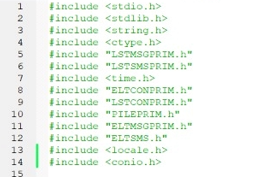 1 #include <stdio.h>
2 #include <stdlib.h>
3 #include <string.h>
4 #include <ctype.h>
5 #include "LSTMSGPRIM.h"
6 #include "LSTSMSPRIM.h"
7 #include <time.h>
8 #include "ELTCONPRIM.h"
9 #include "LSTCONPRIM.h"
10 #include "PILEPRIM.h"
11 #include "ELTMSGPRIM.h"
12 #include "ELTSMS.h"
13 #include <locale.h>
14 #include <conio.h>
15